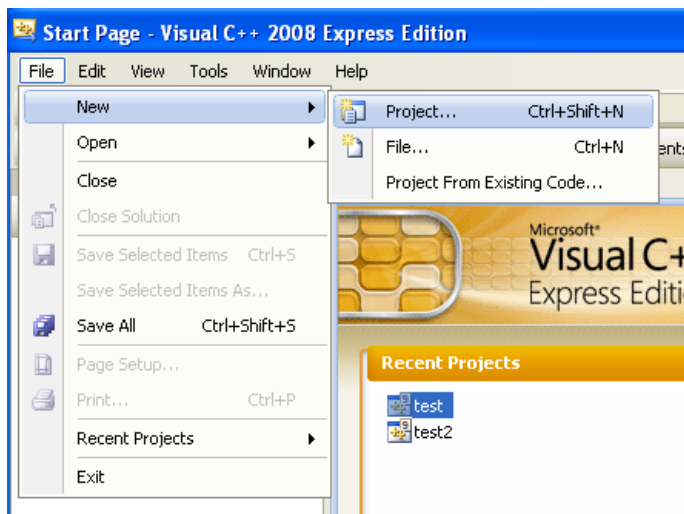 Start Page - Visual C++ 2008 Express Edition
File Edit View Tools Window Help
New
Project... Ctrl+Shift+N
Open
File... Ctrl+N
Close
Project From Existing Code...
Close Solution
Microsoft
Save Selected Items Ctrl+S
Visual C+
Save Selected Items As...
Express Editi
Save All Ctrl+Shift+S
Page Setup...
Recent Projects
Print... Ctrl+P
test
Recent Projects
test2
Exit